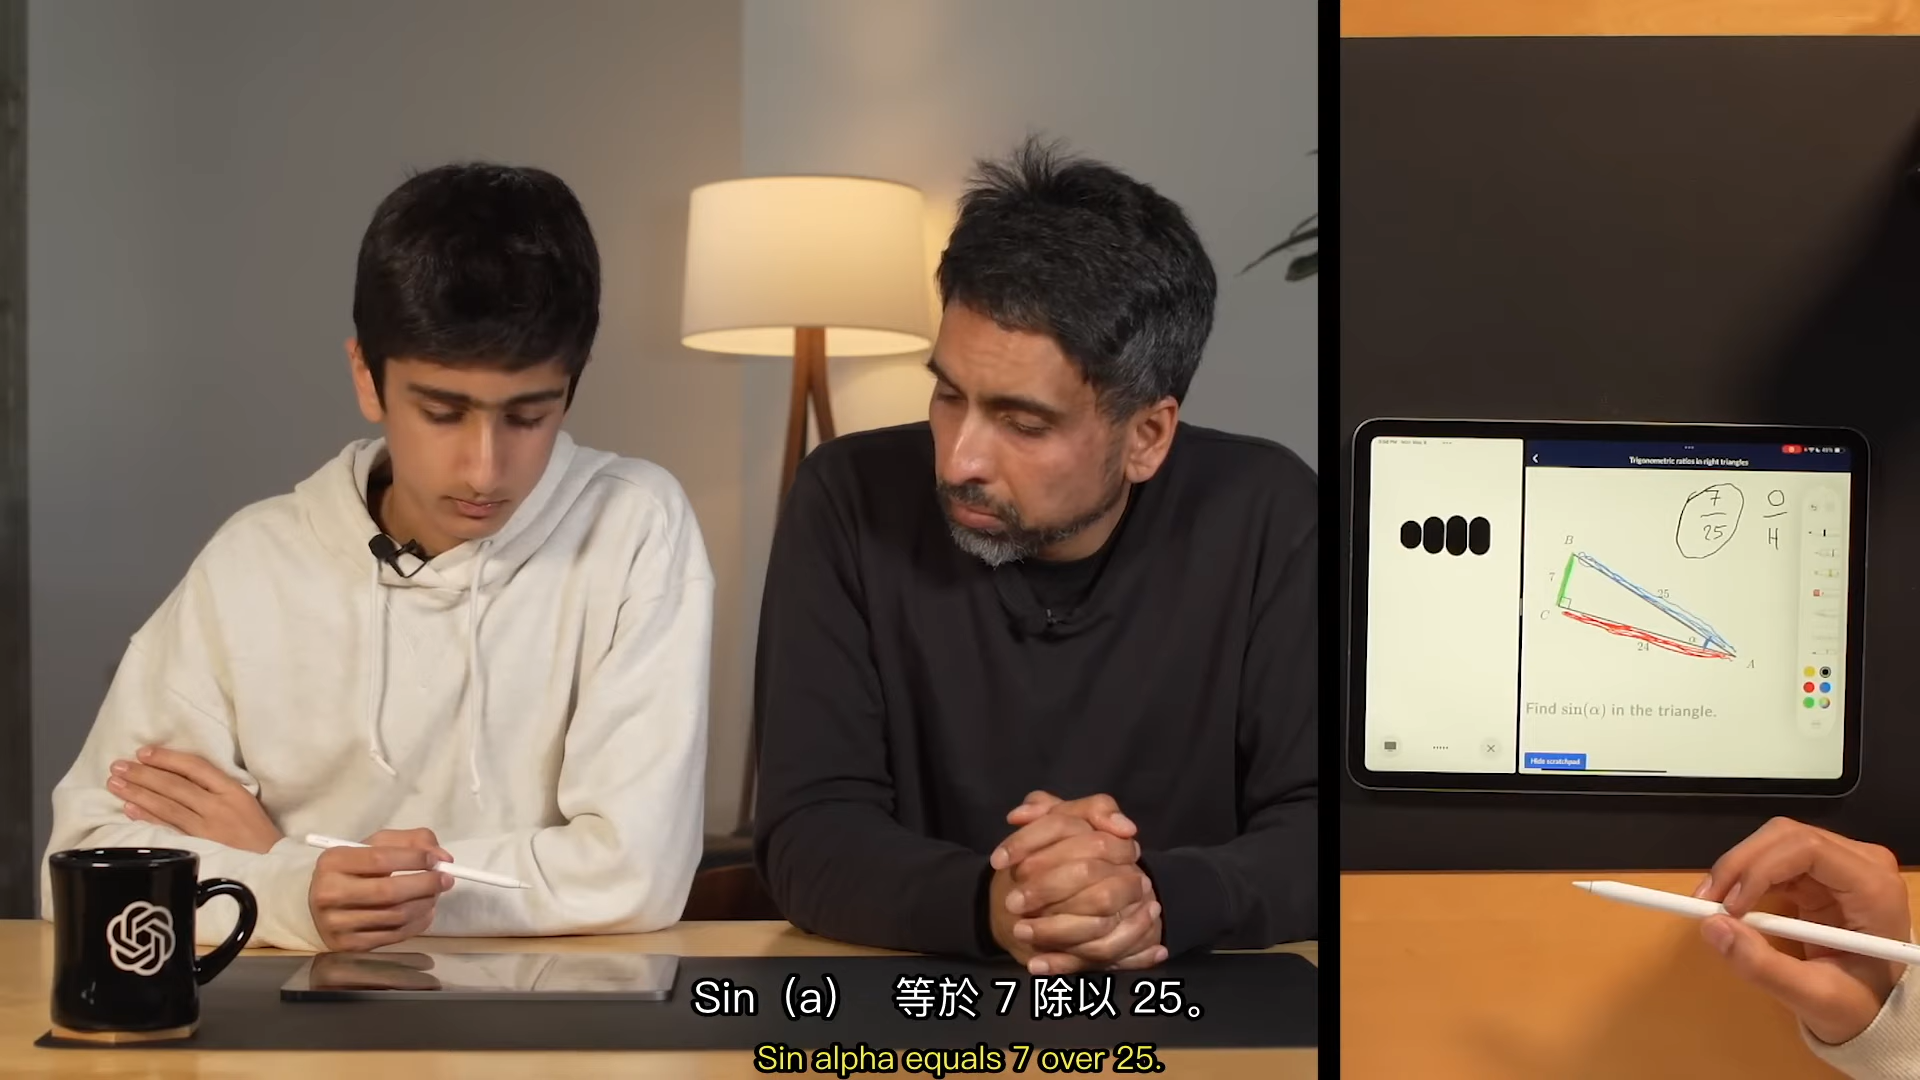 Trigonometric ratios in right triangles
7
25
O
H
B
7
25
C
α
24
A
Find sin(α) in the triangle.
Hide scratchpad
Sin（a） 等於 7 除以 25。
Sin alpha equals 7 over 25.